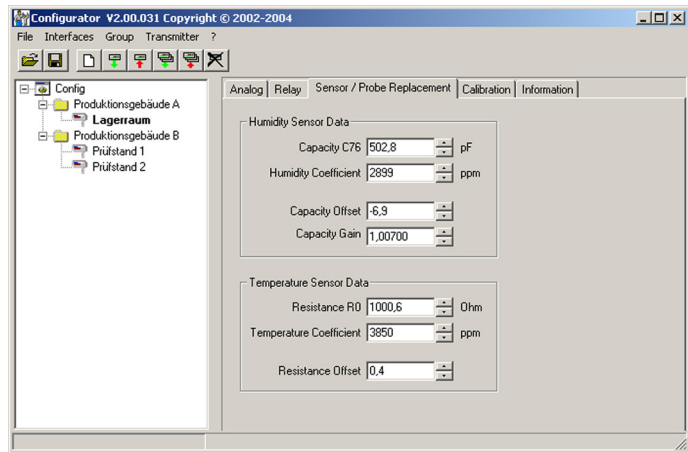 Configurator V2.00.031 Copyright © 2002-2004
File Interfaces Group Transmitter ?
Config
Produktionsgebäude A
Lagerraum
Produktionsgebäude B
Prüfstand 1
Prüfstand 2
Analog Relay Sensor / Probe Replacement Calibration Information
Humidity Sensor Data
Capacity C76 502,8 pF
Humidity Coefficient 2899 ppm
Capacity Offset -6,9
Capacity Gain 1,00700
Temperature Sensor Data
Resistance R0 1000,6 Ohm
Temperature Coefficient 3850 ppm
Resistance Offset 0,4